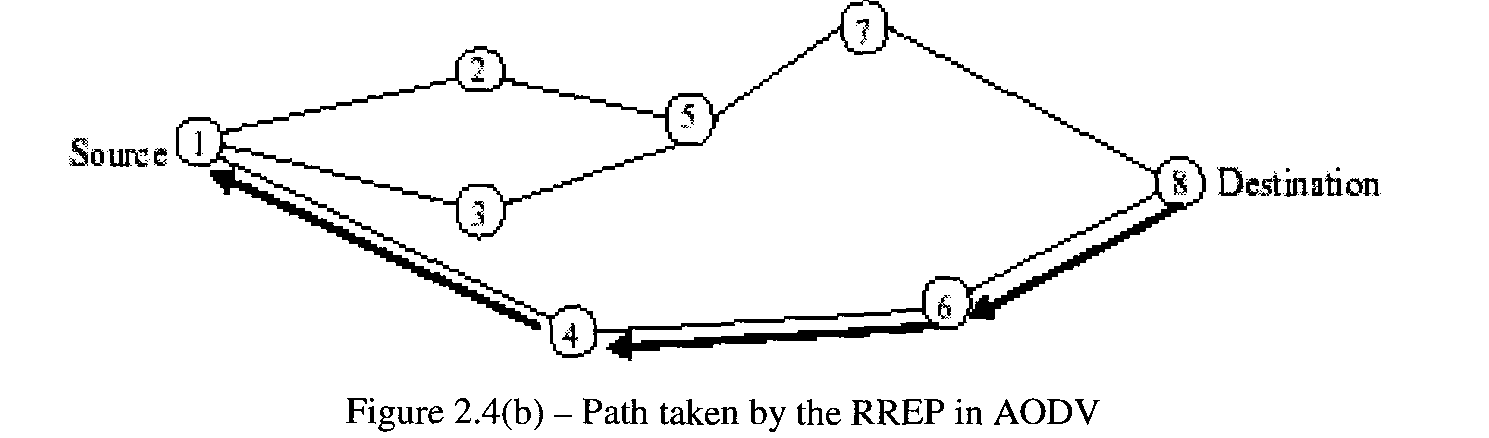 7
2
5
1
Source
8 Destination
3
6
4
Figure 2.4(b) – Path taken by the RREP in AODV